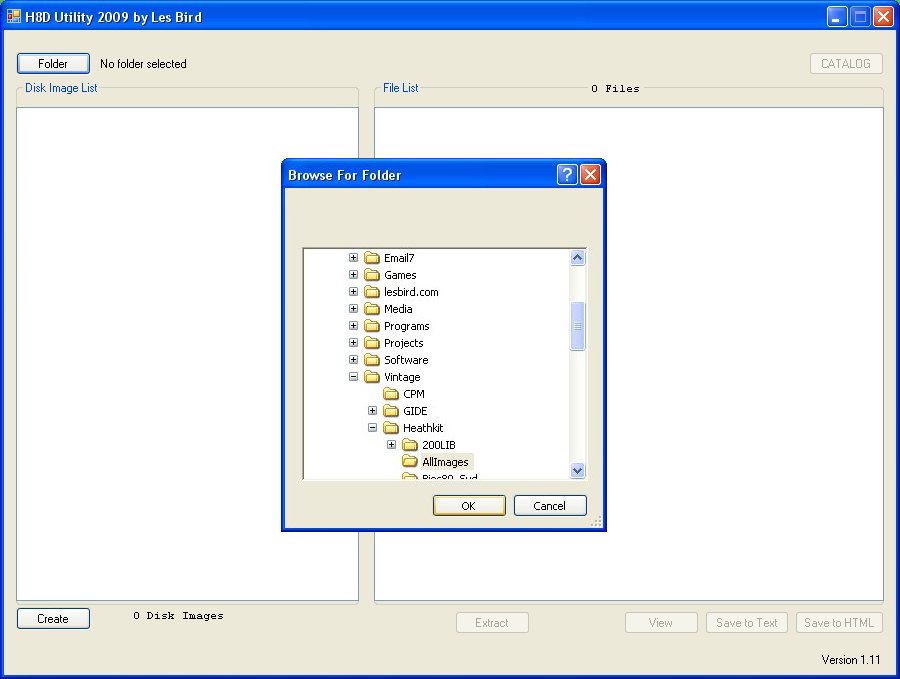 H8D Utility 2009 by Les Bird
Folder No folder selected CATALOG
Disk Image List File List 0 Files
Browse For Folder
Email7
Games
lesbird.com
Media
Programs
Projects
Software
Vintage
CPM
GIDE
Heathkit
200LIB
AllImages
OK Cancel
Create 0 Disk Images Extract View Save to Text Save to HTML
Version 1.11